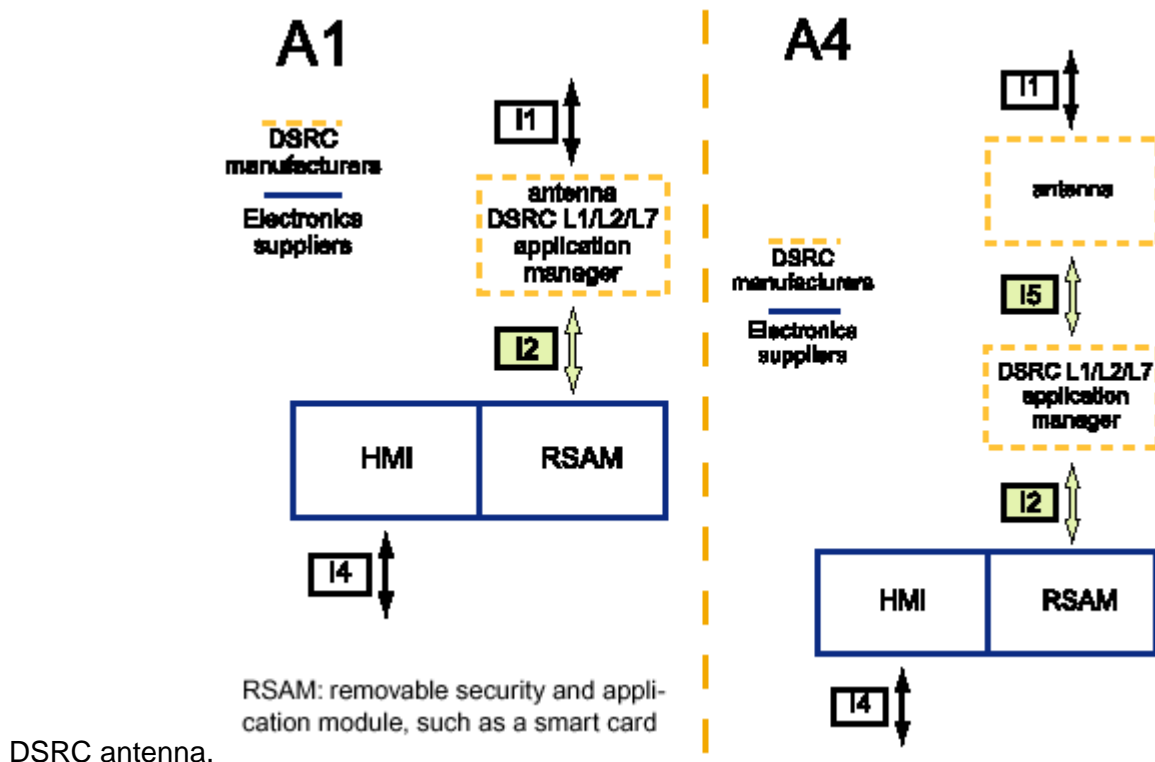 A1
I1
DSRC
manufacturers
Electronics
suppliers
antenna
DSRC L1/L2/L7
application
manager
I2
HMI
RSAM
I4
RSAM: removable security and appli-
cation module, such as a smart card
A4
I1
antenna
DSRC
manufacturers
Electronics
suppliers
I5
DSRC L1/L2/L7
application
manager
I2
HMI
RSAM
I4
DSRC antenna.